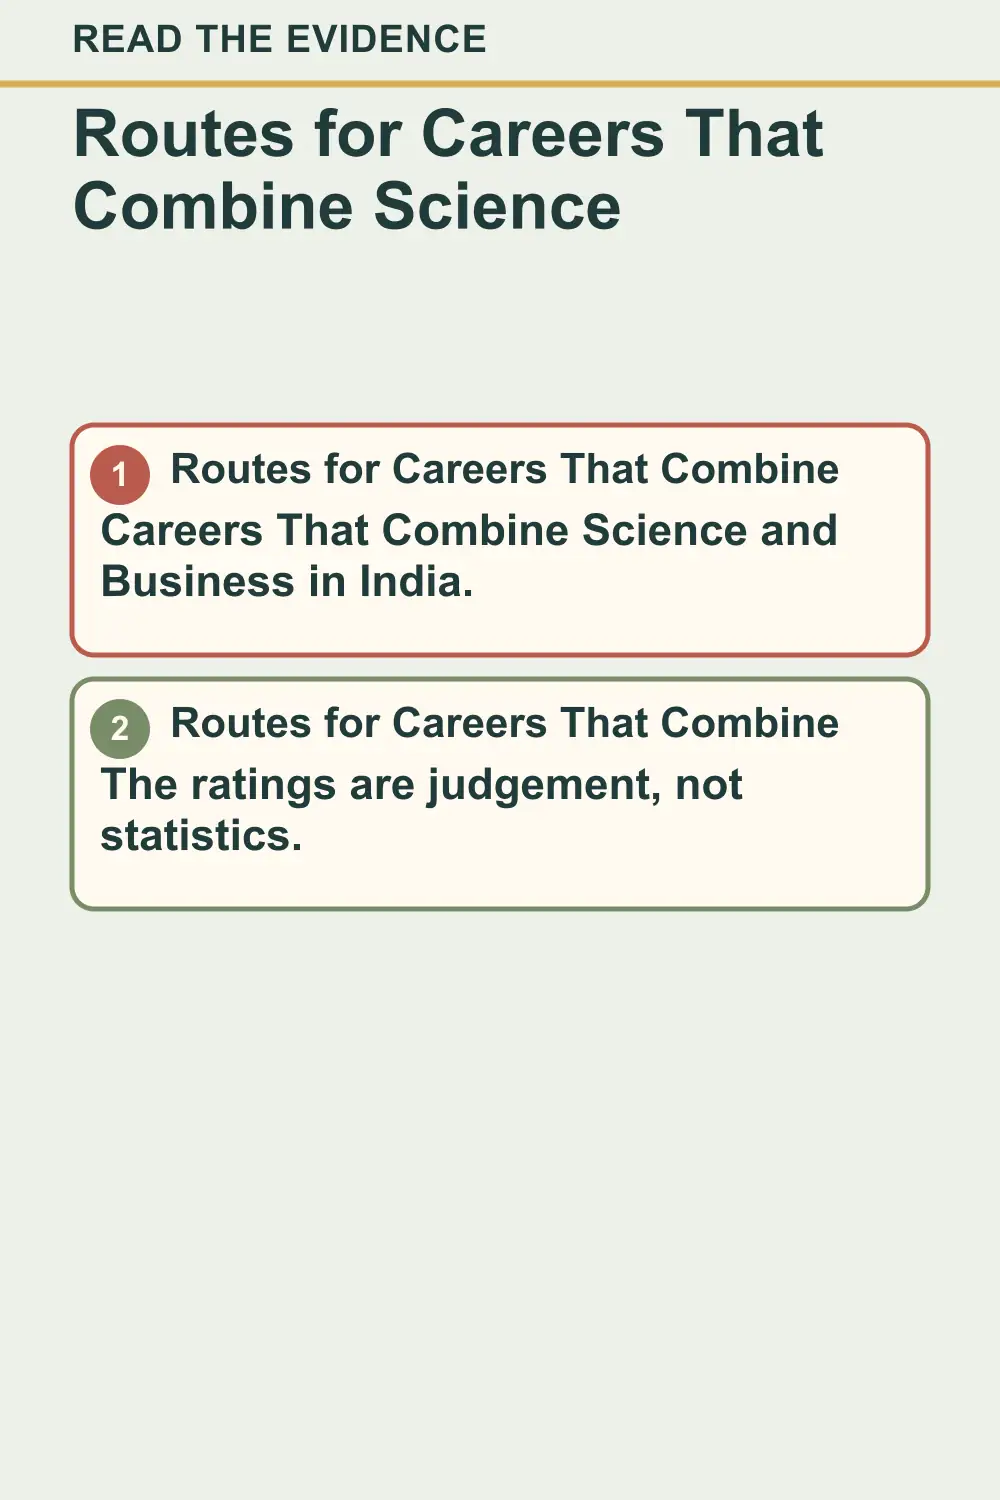 READ THE EVIDENCE
Routes for Careers That
Combine Science
1 Routes for Careers That Combine
Careers That Combine Science and
Business in India.
2 Routes for Careers That Combine
The ratings are judgement, not
statistics.